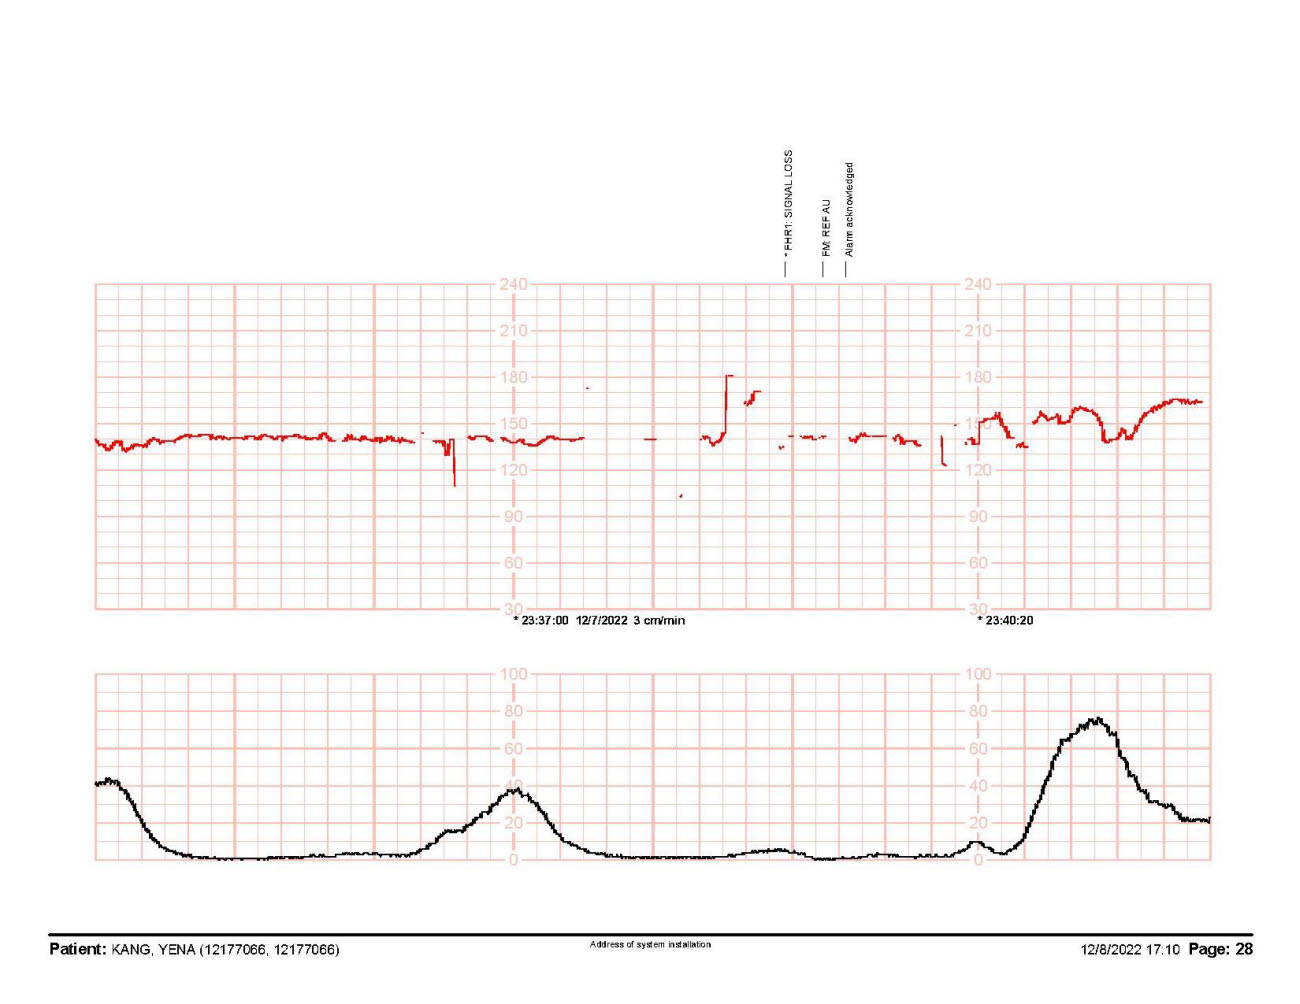 * FHR1: SIGNAL LOSS
FM: REF AU
Alarm acknowledged
240 240
210 210
180 180
150 150
120 120
90 90
60 60
30 30
* 23:37:00 12/7/2022 3 cm/min * 23:40:20
100 100
80 80
60 60
40 40
20 20
0 0
Patient: KANG, YENA (12177066, 12177066) Address of system installation 12/8/2022 17:10 Page: 28